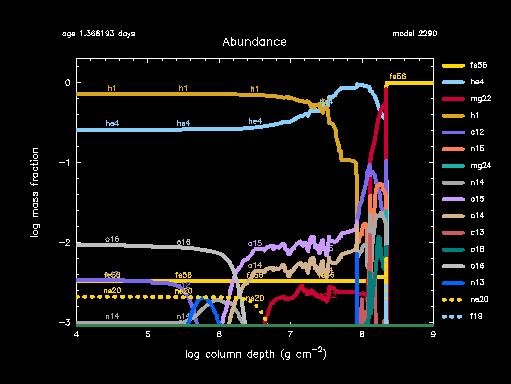 age 1.368193 days
model 2290
Abundance
fe56
h1 h1 h1
he4 he4 he4
o16 o16
o15
o14
fe56 fe56 fe56
ne20 ne20 ne20
n14 n14
0
−1
−2
−3
4 5 6 7 8 9
log mass fraction
log column depth (g cm−2)
fe56
he4
mg22
h1
c12
n15
mg24
n14
o15
o14
c13
o18
o16
n13
ne20
f19